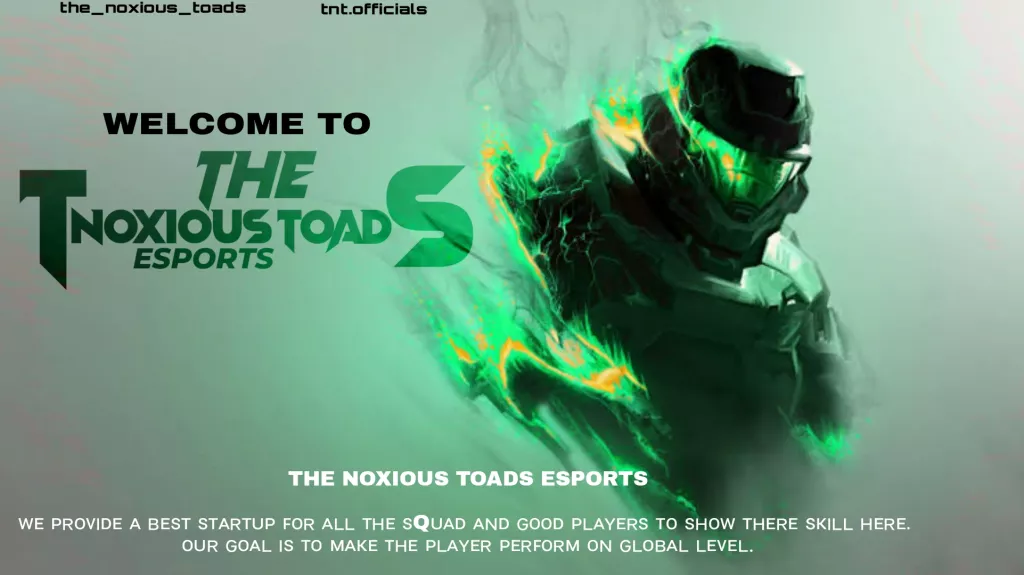 the_noxious_toads tnt.officials
WELCOME TO
THE
TNOXIOUS TOADS
ESPORTS
THE NOXIOUS TOADS ESPORTS
WE PROVIDE A BEST STARTUP FOR ALL THE SQUAD AND GOOD PLAYERS TO SHOW THERE SKILL HERE.
OUR GOAL IS TO MAKE THE PLAYER PERFORM ON GLOBAL LEVEL.